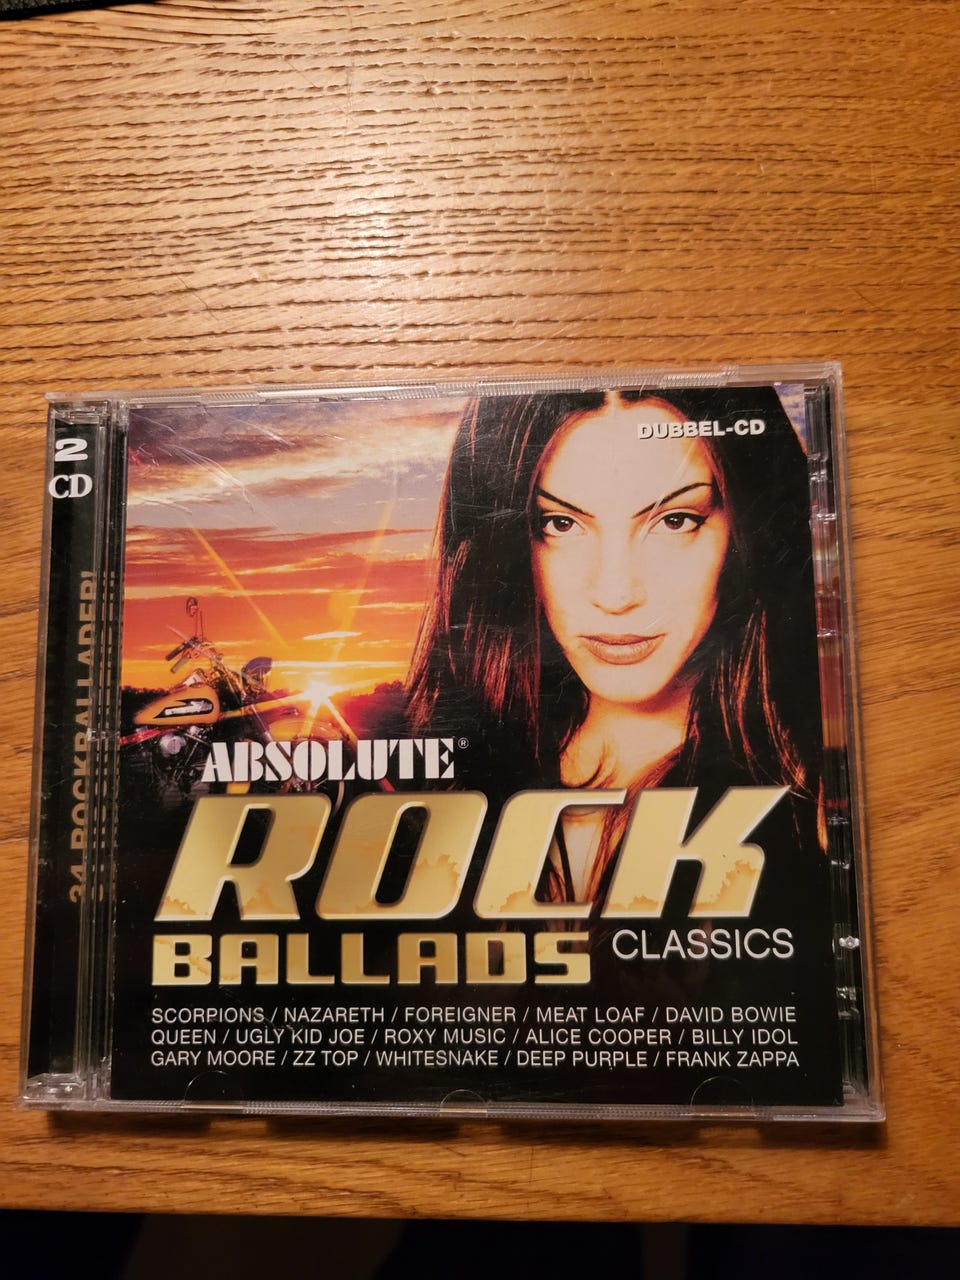 2
CD
34 ROCKBALLADER!
DUBBEL-CD
ABSOLUTE®
ROCK
BALLADS
CLASSICS
SCORPIONS / NAZARETH / FOREIGNER / MEAT LOAF / DAVID BOWIE
QUEEN / UGLY KID JOE / ROXY MUSIC / ALICE COOPER / BILLY IDOL
GARY MOORE / ZZ TOP / WHITESNAKE / DEEP PURPLE / FRANK ZAPPA